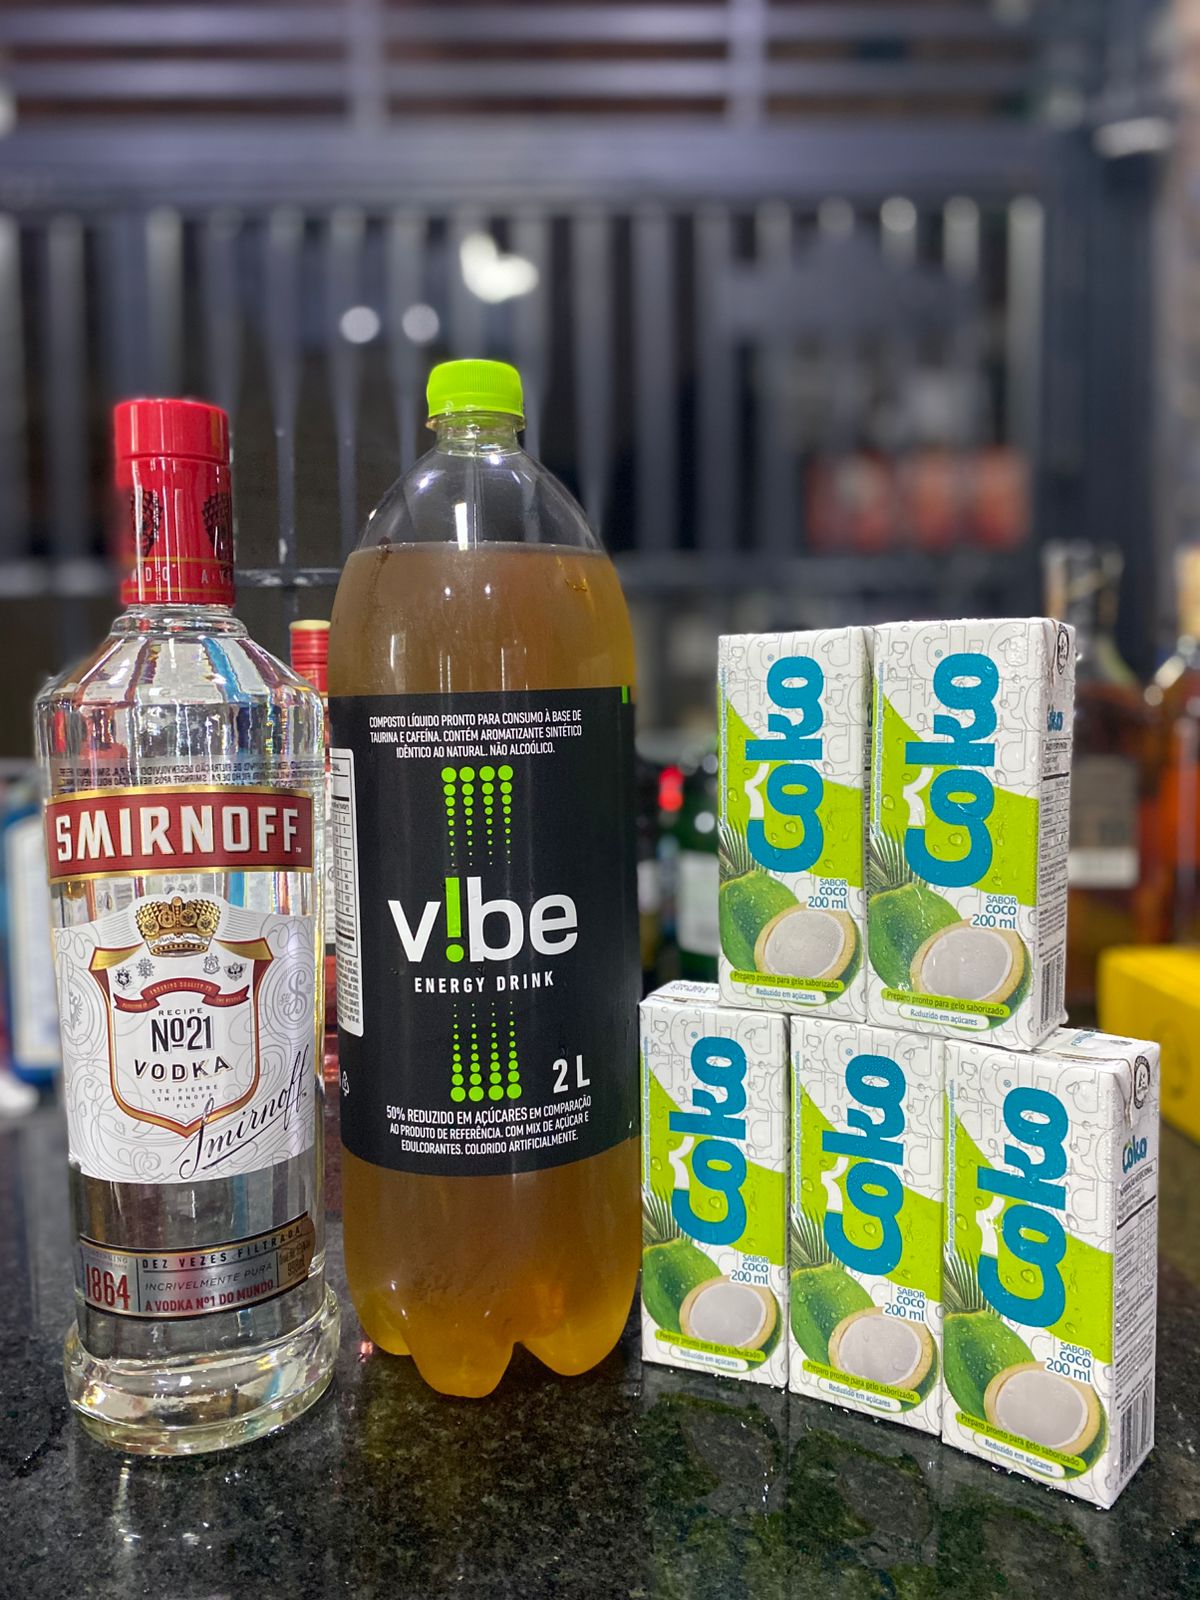 SMIRNOFF
RECIPE
Nº21
VODKA
STE PIERRE
SMIRNOFF
FLS
Smirnoff
1864
DEZ VEZES FILTRADA
INCRIVELMENTE PURA
A VODKA Nº1 DO MUNDO
998ml
COMPOSTO LÍQUIDO PRONTO PARA CONSUMO À BASE DE
TAURINA E CAFEÍNA. CONTÉM AROMATIZANTE SINTÉTICO
IDÊNTICO AO NATURAL. NÃO ALCOÓLICO.
v!be
ENERGY DRINK
2 L
50% REDUZIDO EM AÇÚCARES EM COMPARAÇÃO
AO PRODUTO DE REFERÊNCIA. COM MIX DE AÇÚCAR E
EDULCORANTES. COLORIDO ARTIFICIALMENTE.
Coko
SABOR
COCO
200 ml
Preparo pronto para gelo saborizado
Reduzido em açúcares
Coko
SABOR
COCO
200 ml
Preparo pronto para gelo saborizado
Reduzido em açúcares
Coko
SABOR
COCO
200 ml
Preparo pronto para gelo saborizado
Reduzido em açúcares
Coko
SABOR
COCO
200 ml
Preparo pronto para gelo saborizado
Reduzido em açúcares
Coko
SABOR
COCO
200 ml
Preparo pronto para gelo saborizado
Reduzido em açúcares
Coko